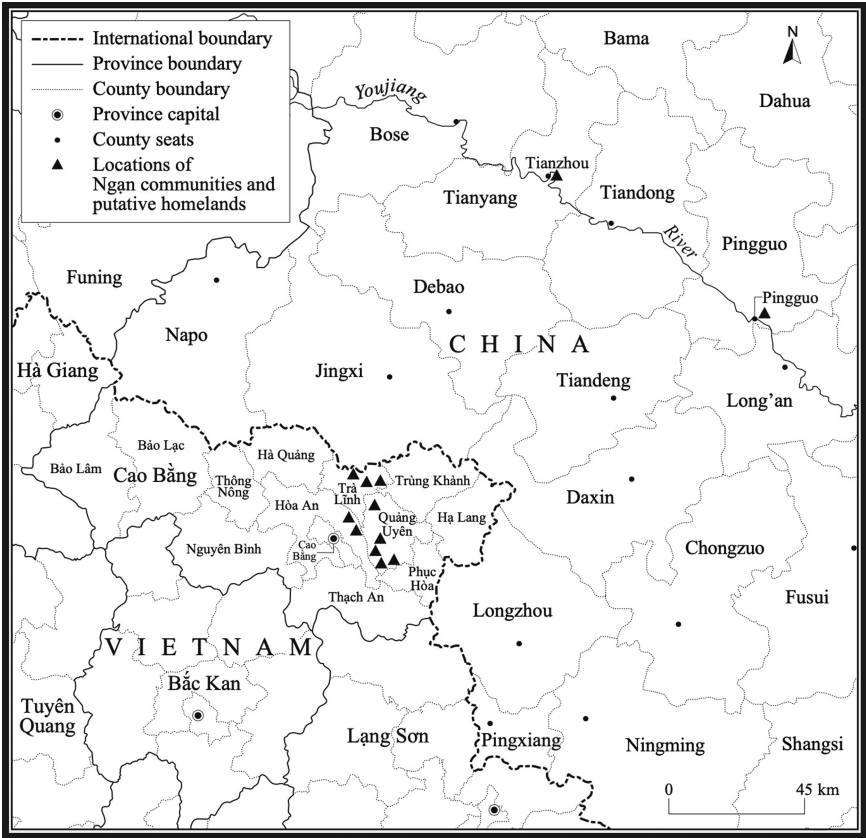 International boundary
Province boundary
County boundary
Province capital
County seats
Locations of
Ngan communities and
putative homelands
N
Bama
Dahua
Youjiang
Bose
Tianzhou
Tianyang
Tiandong
River
Pingguo
Funing
Debao
Pingguo
Napo
CHINA
Hà Giang
Jingxi
Tiandeng
Long’an
Bảo Lạc
Hà Quảng
Bảo Lâm
Cao Bằng
Thông
Nông
Trà
Lĩnh
Trùng Khành
Daxin
Hòa An
Quảng
Uyên
Hạ Lang
Nguyên Bình
Cao
Bằng
Chongzuo
Phục
Hòa
Thạch An
Longzhou
Fusui
VIETNAM
Bắc Kan
Tuyên
Quang
Lạng Sơn
Pingxiang
Ningming
Shangsi
0 45 km